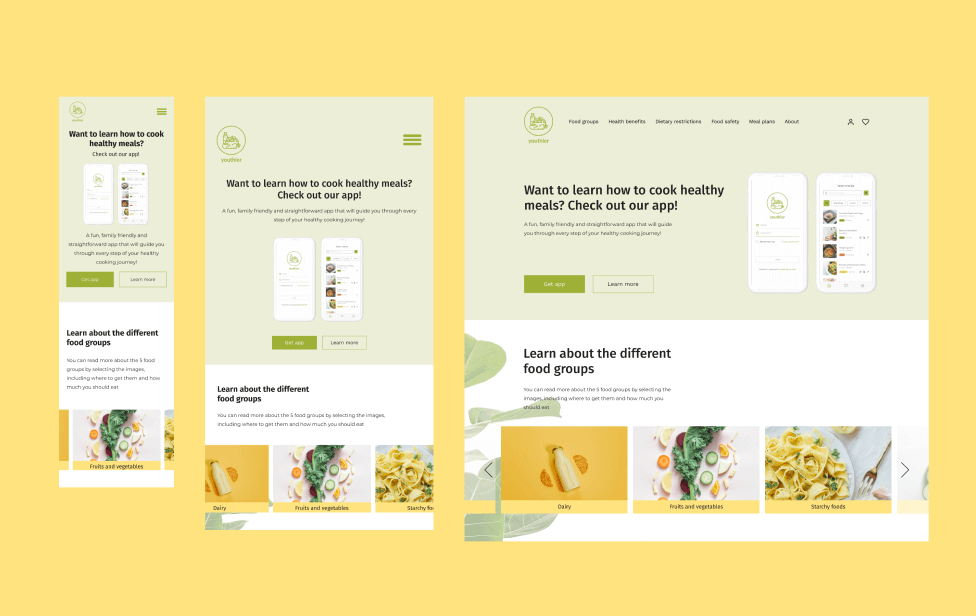 youthier
Want to learn how to cook
healthy meals?
Check out our app!
A fun, family friendly and
straightforward app that will guide you
through every step of your healthy
cooking journey!
Get app
Learn more
Learn about the different
food groups
You can read more about the 5 food
groups by selecting the images,
including where to get them and how
much you should eat
Fruits and vegetables
youthier
Want to learn how to cook healthy meals?
Check out our app!
A fun, family friendly and straightforward app that will guide you through every
step of your healthy cooking journey!
Get app
Learn more
Learn about the different
food groups
You can read more about the 5 food groups by selecting the images,
including where to get them and how much you should eat
Dairy
Fruits and vegetables
Starchy fo
youthier
Food groups
Health benefits
Dietary restrictions
Food safety
Meal plans
About
Want to learn how to cook healthy
meals? Check out our app!
A fun, family friendly and straightforward app that will guide
you through every step of your healthy cooking journey!
Get app
Learn more
Learn about the different
food groups
You can read more about the 5 food groups by selecting the
images, including where to get them and how much you
should eat
Dairy
Fruits and vegetables
Starchy foods